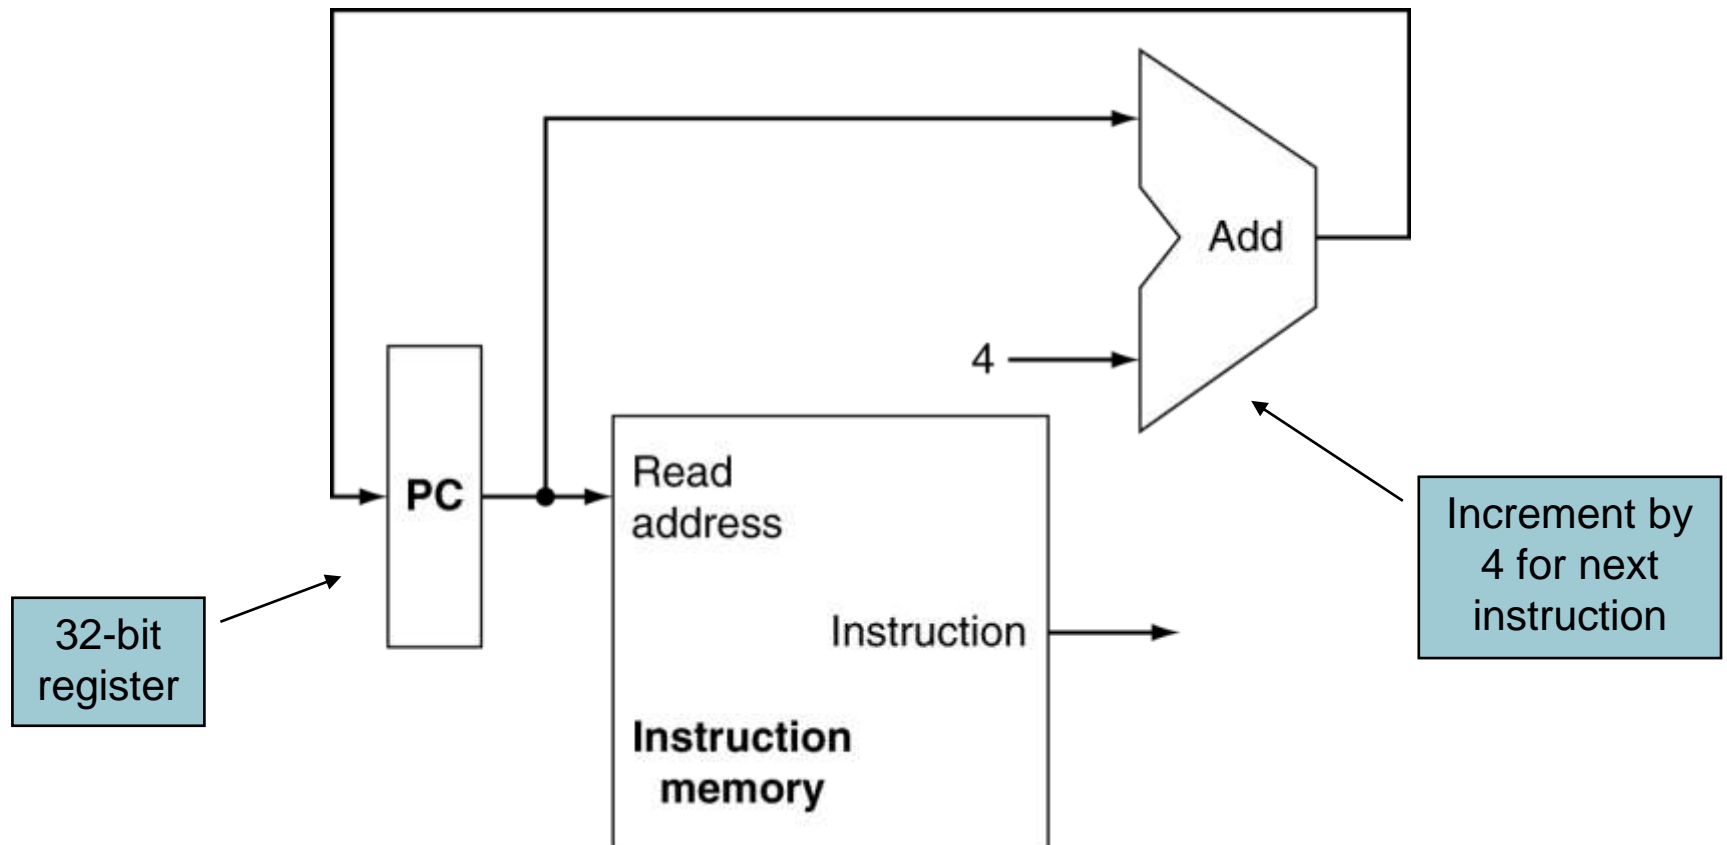 Add
4
PC
Read
address
Instruction
Instruction
memory
32-bit
register
Increment by
4 for next
instruction